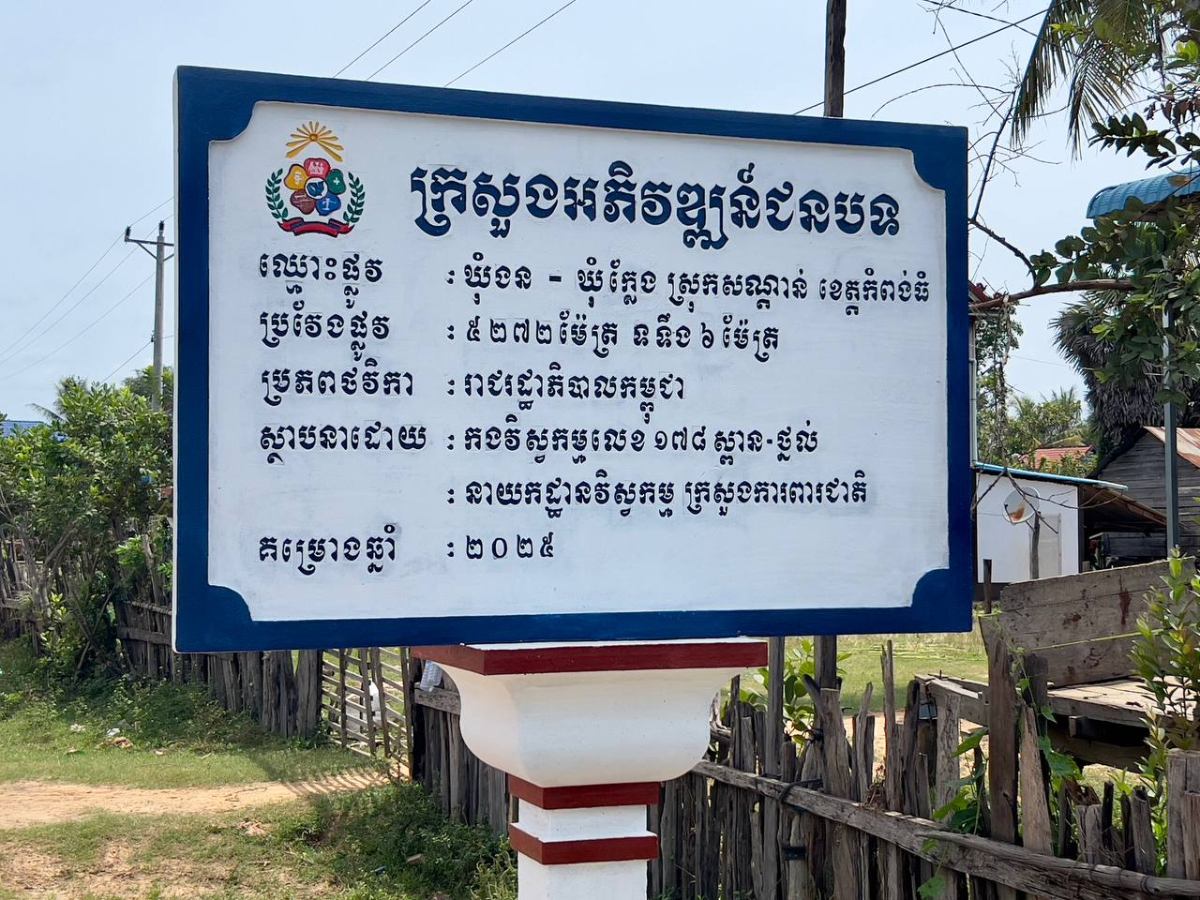 ក្រសួងអភិវឌ្ឍន៍ជនបទ
ឈ្មោះផ្លូវ : ឃុំងន - ឃុំក្លែង ស្រុកសណ្ដាន់ ខេត្តកំពង់ធំ
ប្រវែងផ្លូវ : ៥២៧២ម៉ែត្រ ទទឹង ៦ ម៉ែត្រ
ប្រភពថវិកា : រាជរដ្ឋាភិបាលកម្ពុជា
ស្ថាបនាដោយ : កងវិស្វកម្មលេខ ១៧៨ ស្ពាន-ថ្នល់
: នាយកដ្ឋានវិស្វកម្ម ក្រសួងការពារជាតិ
គម្រោងឆ្នាំ : ២០២៥